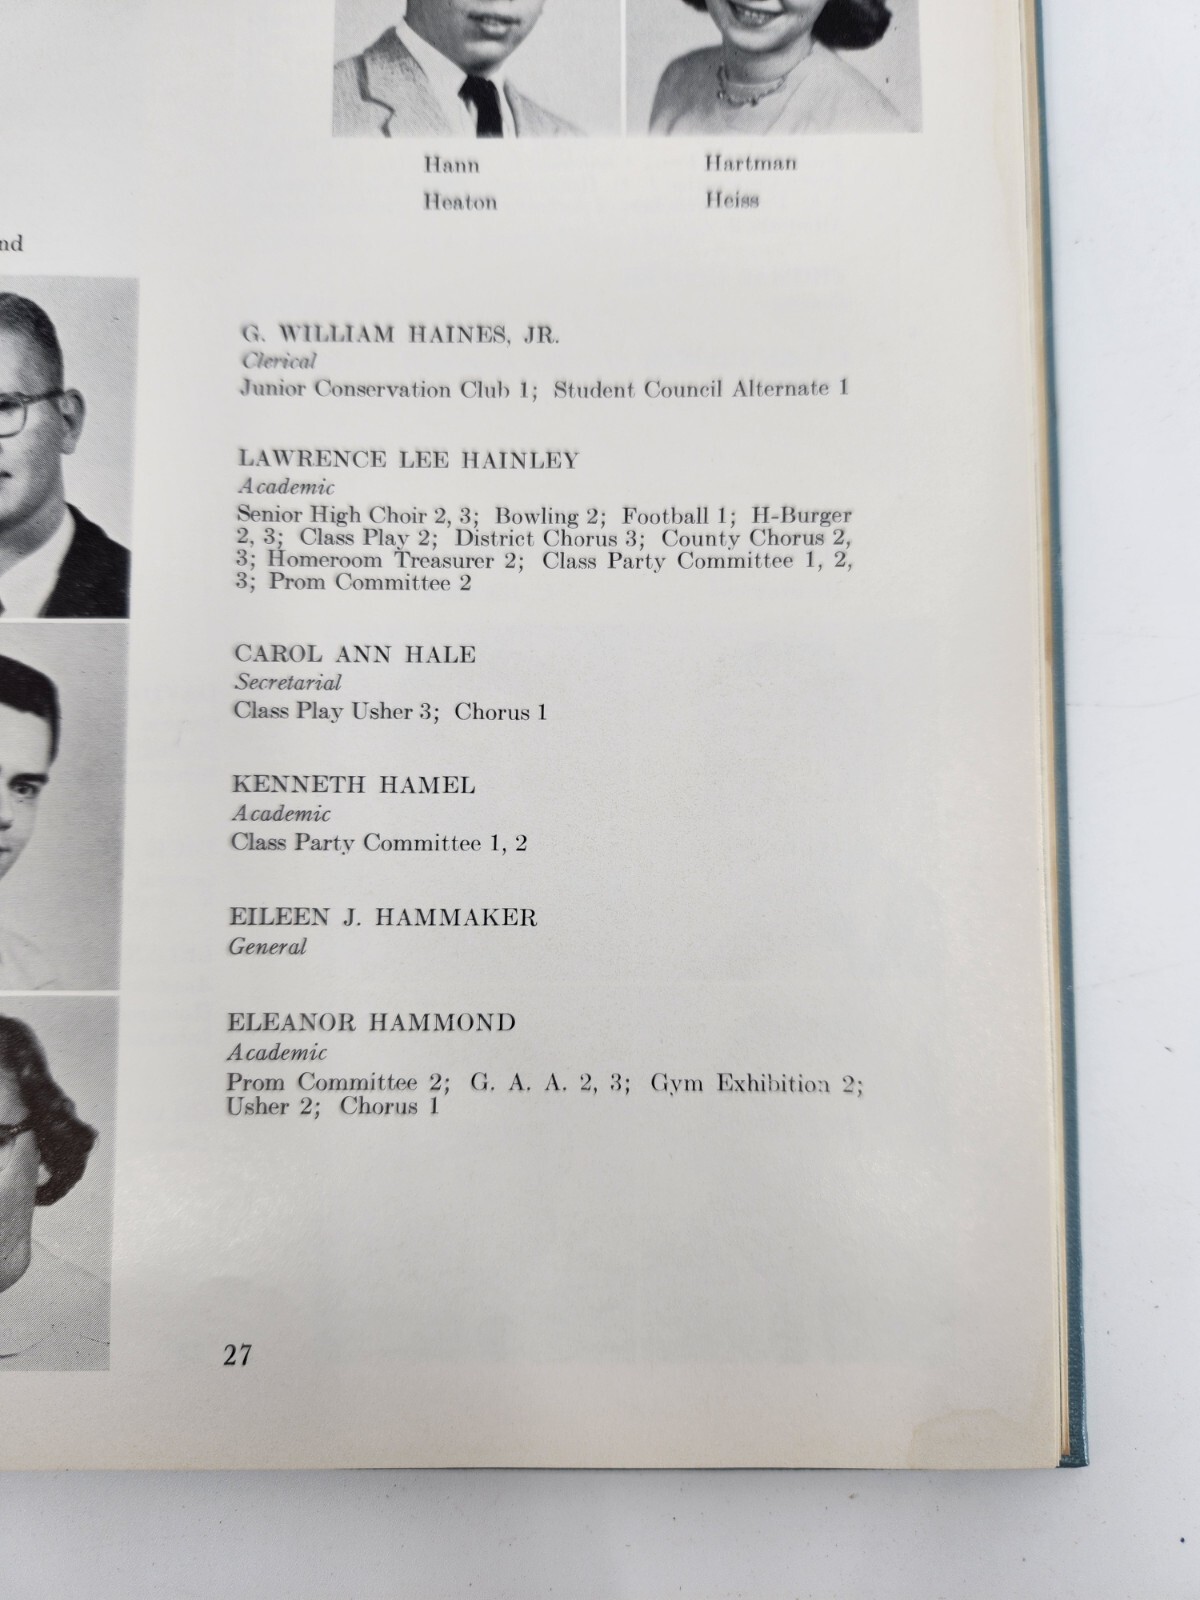 Hann Hartman
Heaton Heiss
nd
G. WILLIAM HAINES, JR.
Clerical
Junior Conservation Club 1; Student Council Alternate 1
LAWRENCE LEE HAINLEY
Academic
Senior High Choir 2, 3; Bowling 2; Football 1; H-Burger
2, 3; Class Play 2; District Chorus 3; County Chorus 2,
3; Homeroom Treasurer 2; Class Party Committee 1, 2,
3; Prom Committee 2
CAROL ANN HALE
Secretarial
Class Play Usher 3; Chorus 1
KENNETH HAMEL
Academic
Class Party Committee 1, 2
EILEEN J. HAMMAKER
General
ELEANOR HAMMOND
Academic
Prom Committee 2; G. A. A. 2, 3; Gym Exhibition 2;
Usher 2; Chorus 1
27